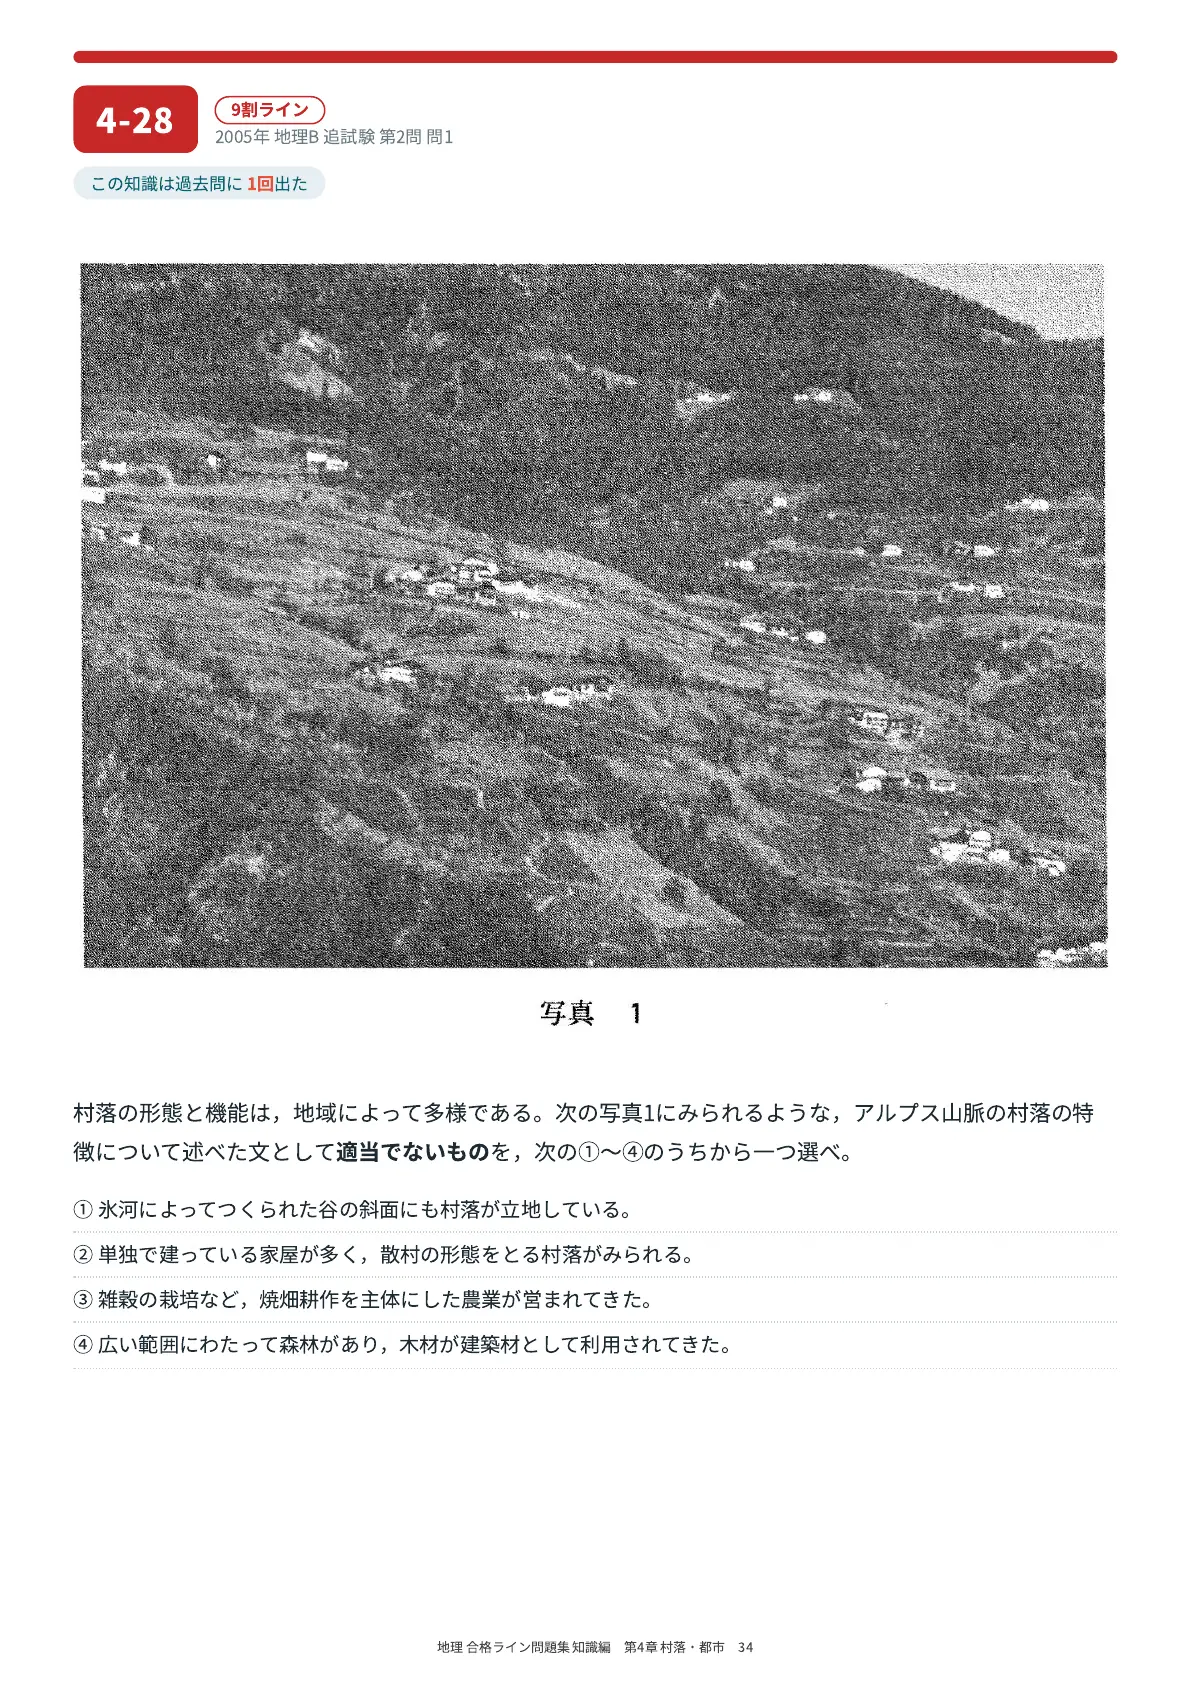 4-28
9割ライン
2005年 地理B 追試験 第2問 問1
この知識は過去問に 1回出た
写真 1
村落の形態と機能は，地域によって多様である。次の写真1にみられるような，アルプス山脈の村落の特
徴について述べた文として適当でないものを，次の①～④のうちから一つ選べ。
① 氷河によってつくられた谷の斜面にも村落が立地している。
② 単独で建っている家屋が多く，散村の形態をとる村落がみられる。
③ 雑穀の栽培など，焼畑耕作を主体にした農業が営まれてきた。
④ 広い範囲にわたって森林があり，木材が建築材として利用されてきた。
地理 合格ライン問題集 知識編 第4章 村落・都市 34